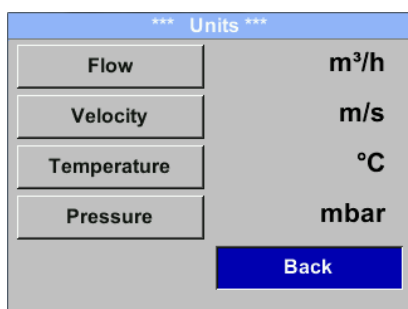 *** Units ***
Flow m³/h
Velocity m/s
Temperature °C
Pressure mbar
Back